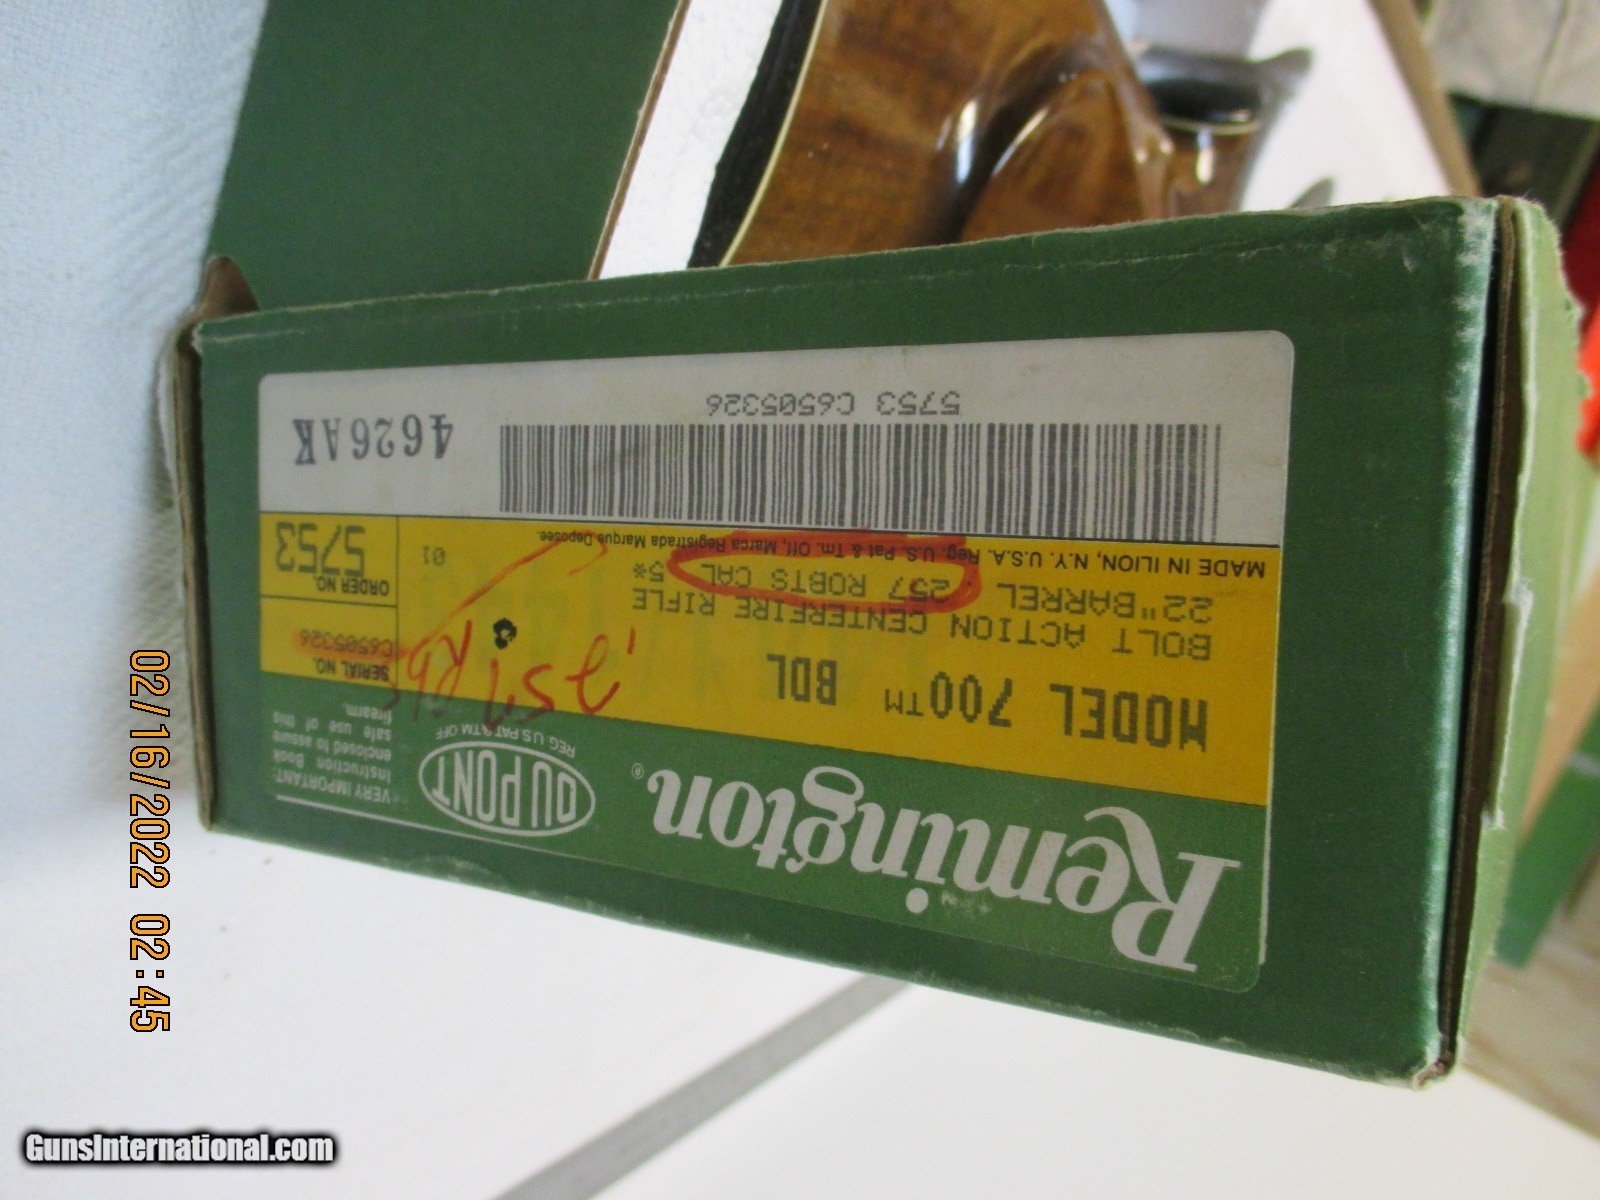 Remington®
DU PONT
REG US PAT & TM OFF
VERY IMPORTANT:
Instruction Book
enclosed to assure
safe use of this
firearm.
MODEL 700™ BDL
BOLT ACTION CENTERFIRE RIFLE
22" BARREL 5*
257 ROBTS CAL
MADE IN ILION, N.Y. U.S.A. Reg. U.S. Pat & Tm. Off, Marca Registrada Marque Deposee.
SERIAL NO.
C6505326
ORDER NO.
5753
01
.257 Rbts
5753 C6505326
4626AK
02/16/2022 02:45
GunsInternational.com